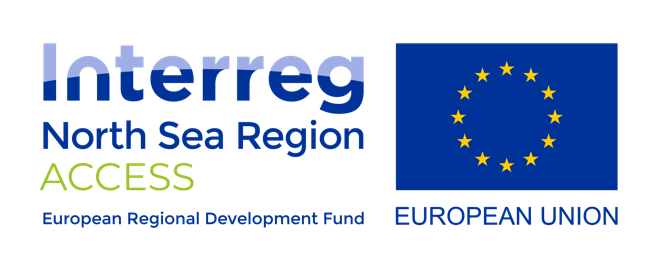 Interreg
North Sea Region
ACCESS
European Regional Development Fund
EUROPEAN UNION